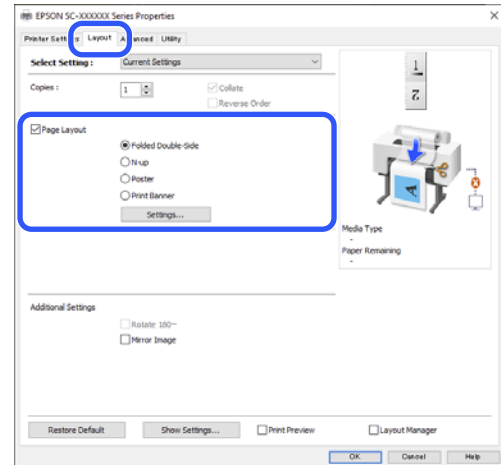 EPSON SC-XXXXXX Series Properties
Printer Settings Layout Advanced Utility
Select Setting : Current Settings
Copies : 1 Collate
Reverse Order
Page Layout
Folded Double-Side
N-up
Poster
Print Banner
Settings...
1
2
Media Type
-
Paper Remaining
-
Additional Settings
Rotate 180°
Mirror Image
Restore Default Show Settings... Print Preview Layout Manager
OK Cancel Help